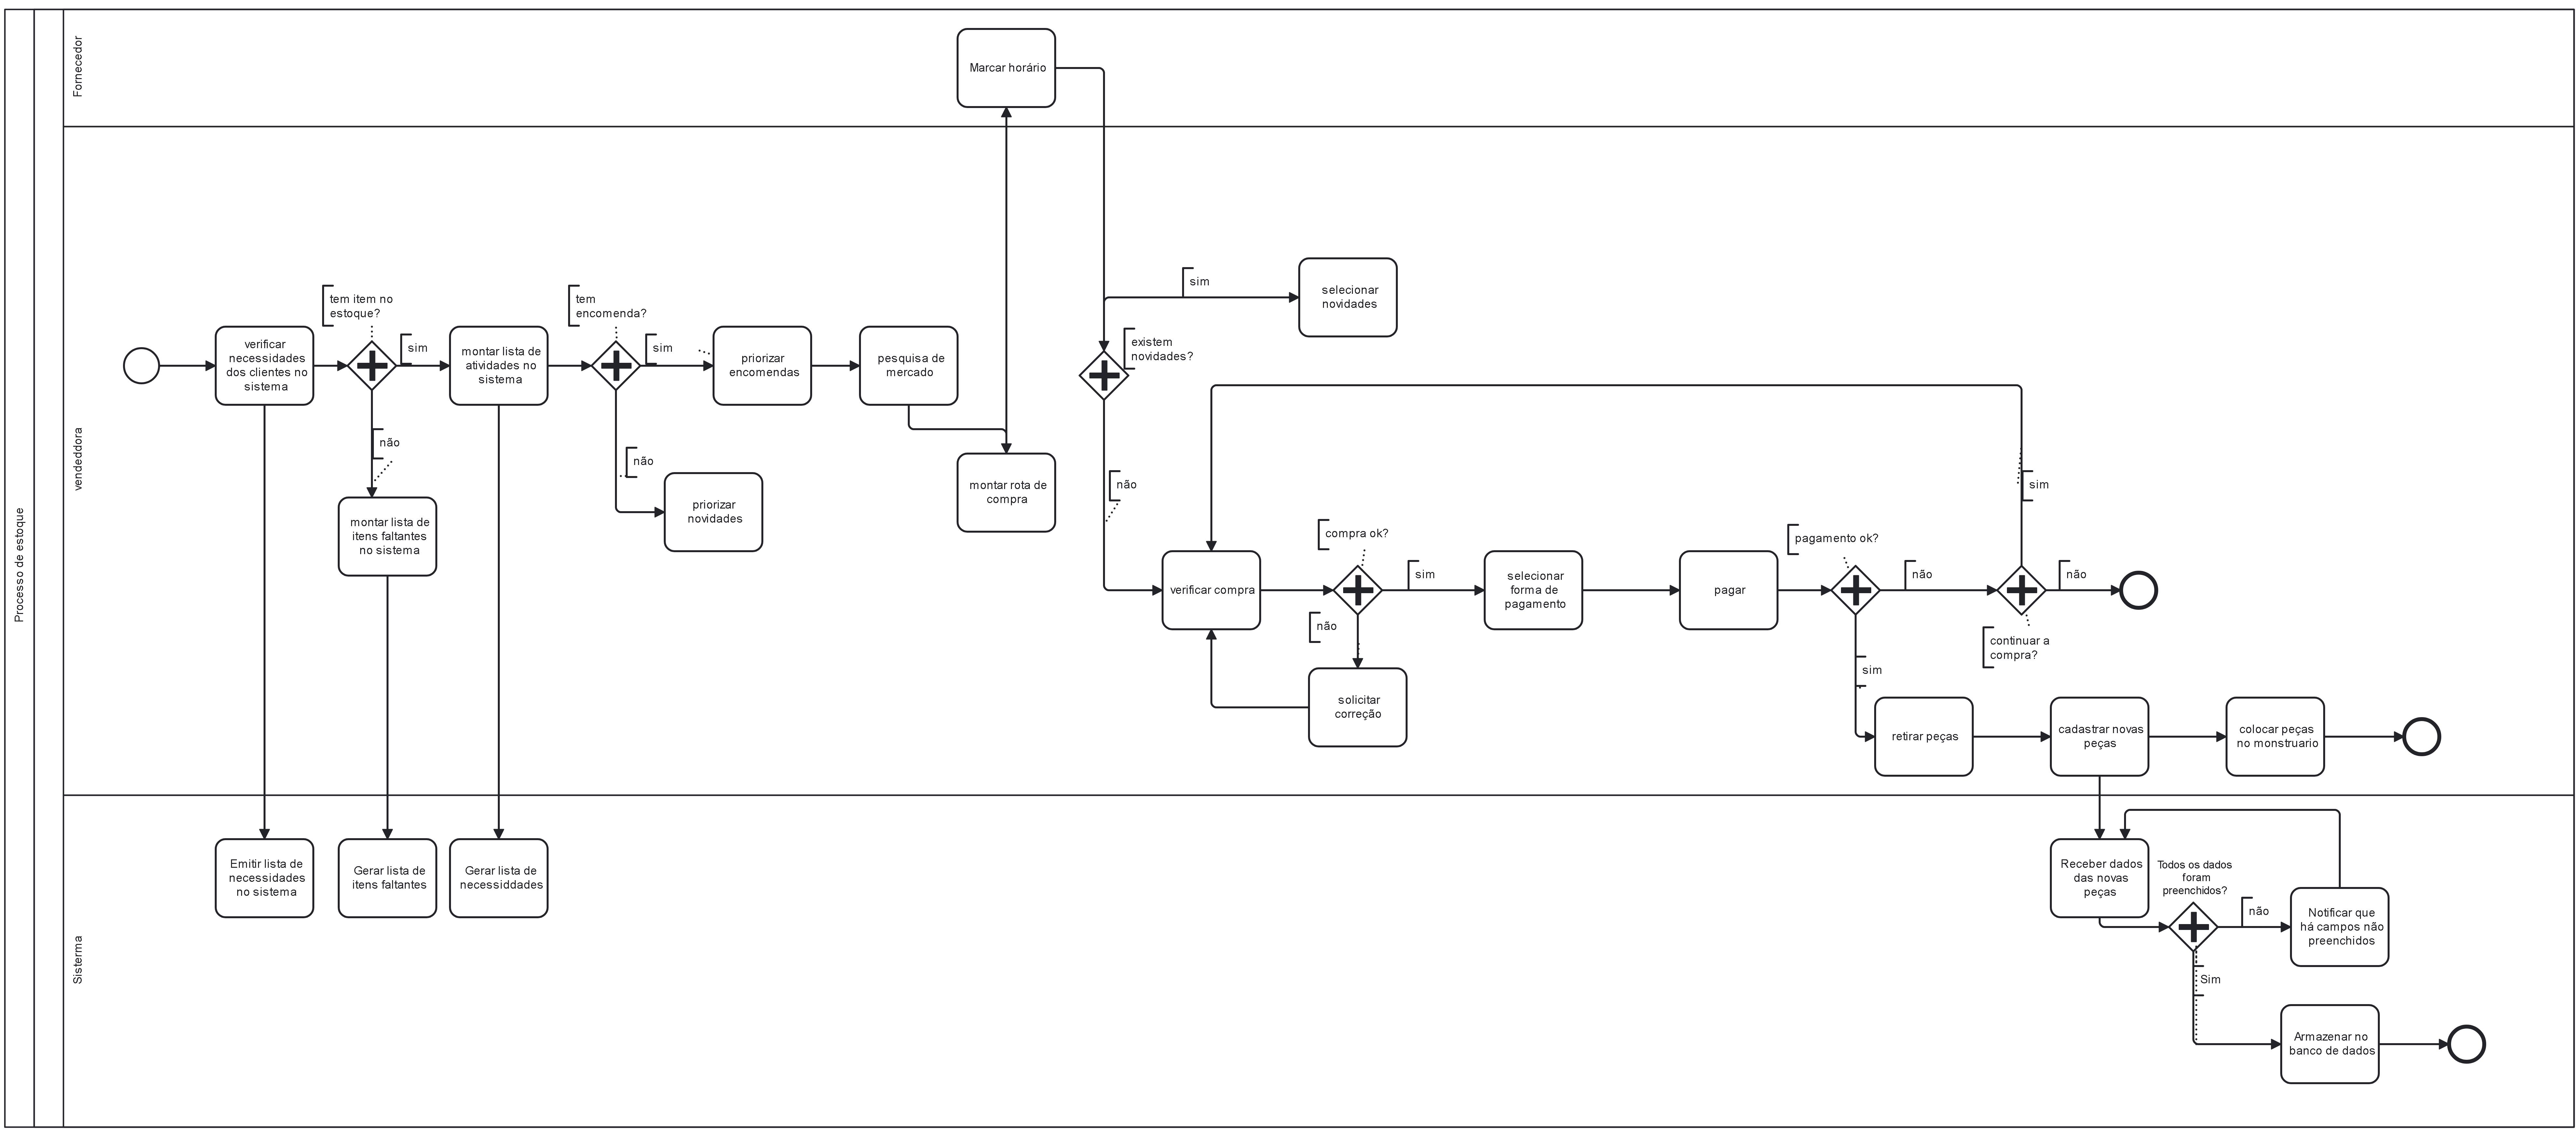 Processo de estoque
Fornecedor
Marcar horário
vendedora
tem item no
estoque?
tem
encomenda?
sim
selecionar
novidades
verificar
necessidades
dos clientes no
sistema
sim
montar lista de
atividades no
sistema
sim
priorizar
encomendas
pesquisa de
mercado
existem
novidades?
não
não
montar lista de
itens faltantes
no sistema
priorizar
novidades
montar rota de
compra
não
sim
compra ok?
pagamento ok?
verificar compra
sim
selecionar
forma de
pagamento
pagar
não
não
não
continuar a
compra?
solicitar
correção
sim
retirar peças
cadastrar novas
peças
colocar peças
no monstruario
Sisterma
Emitir lista de
necessidades
no sistema
Gerar lista de
itens faltantes
Gerar lista de
necessiddades
Receber dados
das novas
peças
Todos os dados
foram
preenchidos?
não
Notificar que
há campos não
preenchidos
Sim
Armazenar no
banco de dados